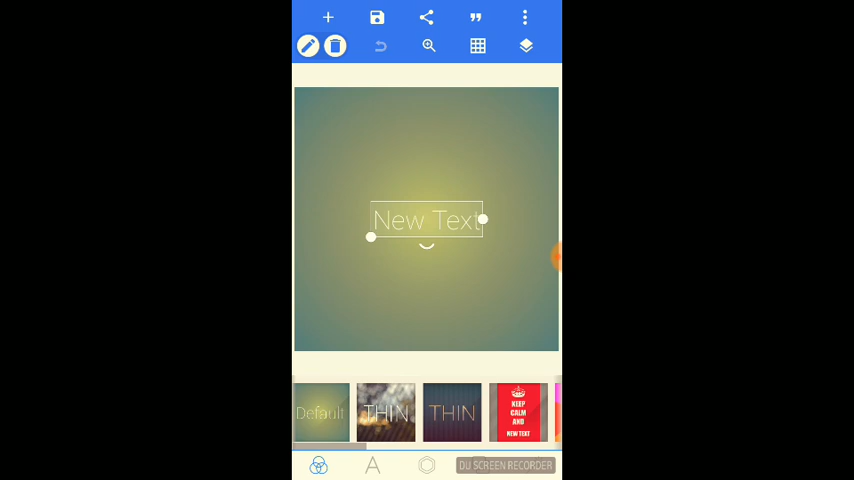 New Text
Default
THIN
THIN
KEEP
CALM
AND
NEW TEXT
A
DU SCREEN RECORDER